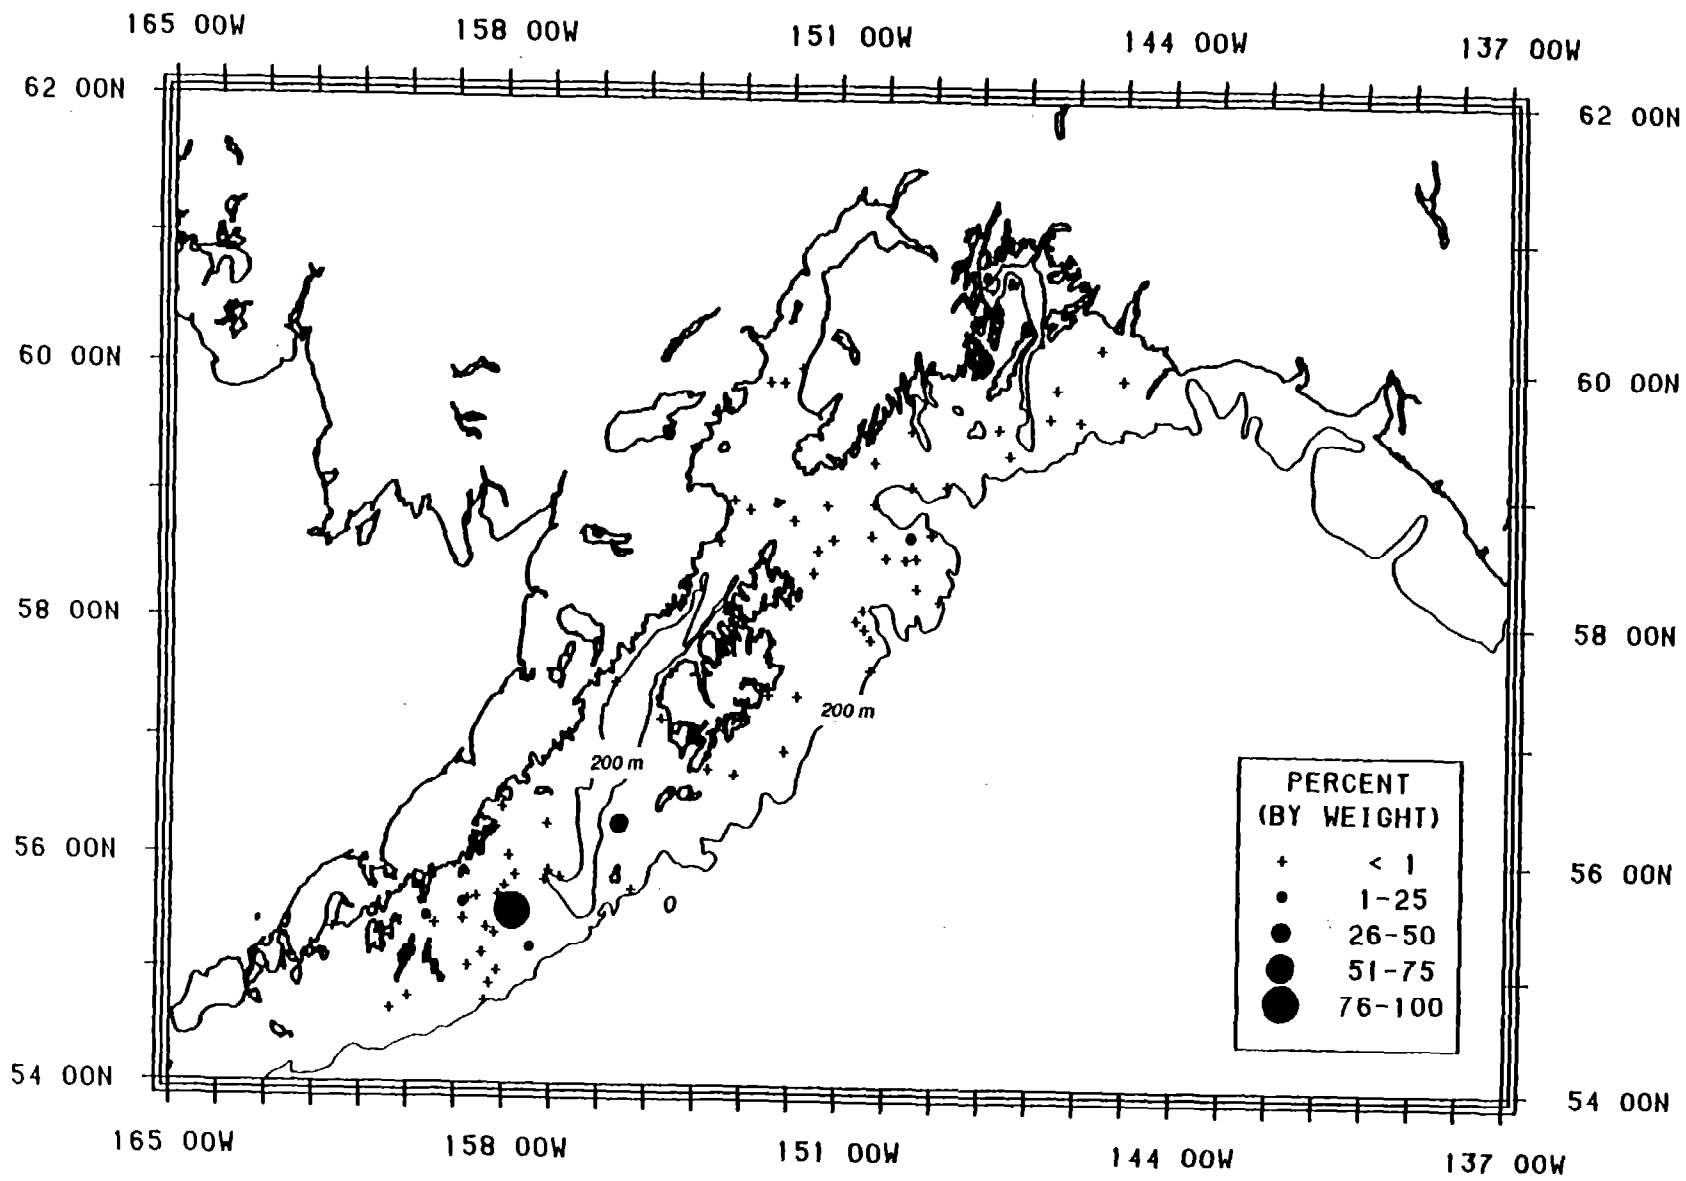 165 00W 158 00W 151 00W 144 00W 137 00W
62 00N 62 00N
60 00N 60 00N
58 00N 58 00N
200 m
200 m
PERCENT
(BY WEIGHT)
+ < 1
1-25
56 00N 56 00N
26-50
51-75
76-100
54 00N 54 00N
165 00W 158 00W 151 00W 144 00W 137 00W